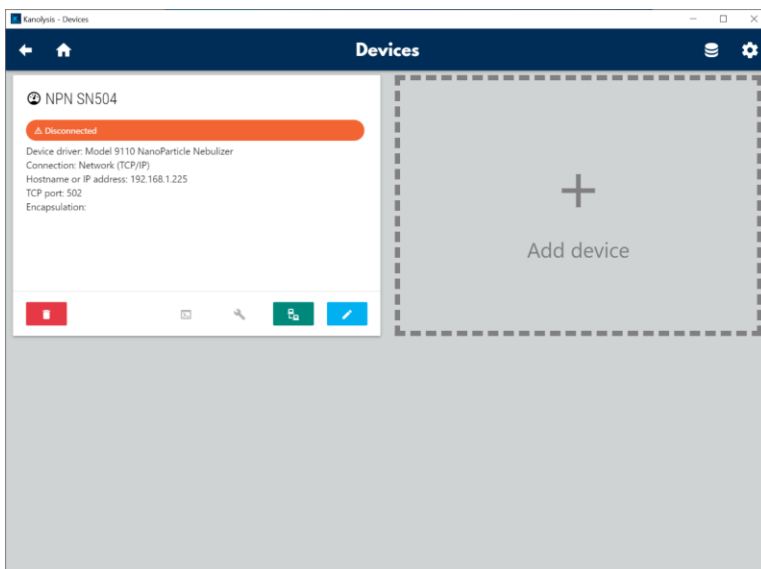 Kanolysis - Devices
Devices
NPN SN504
Disconnected
Device driver: Model 9110 NanoParticle Nebulizer
Connection: Network (TCP/IP)
Hostname or IP address: 192.168.1.225
TCP port: 502
Encapsulation:
Add device